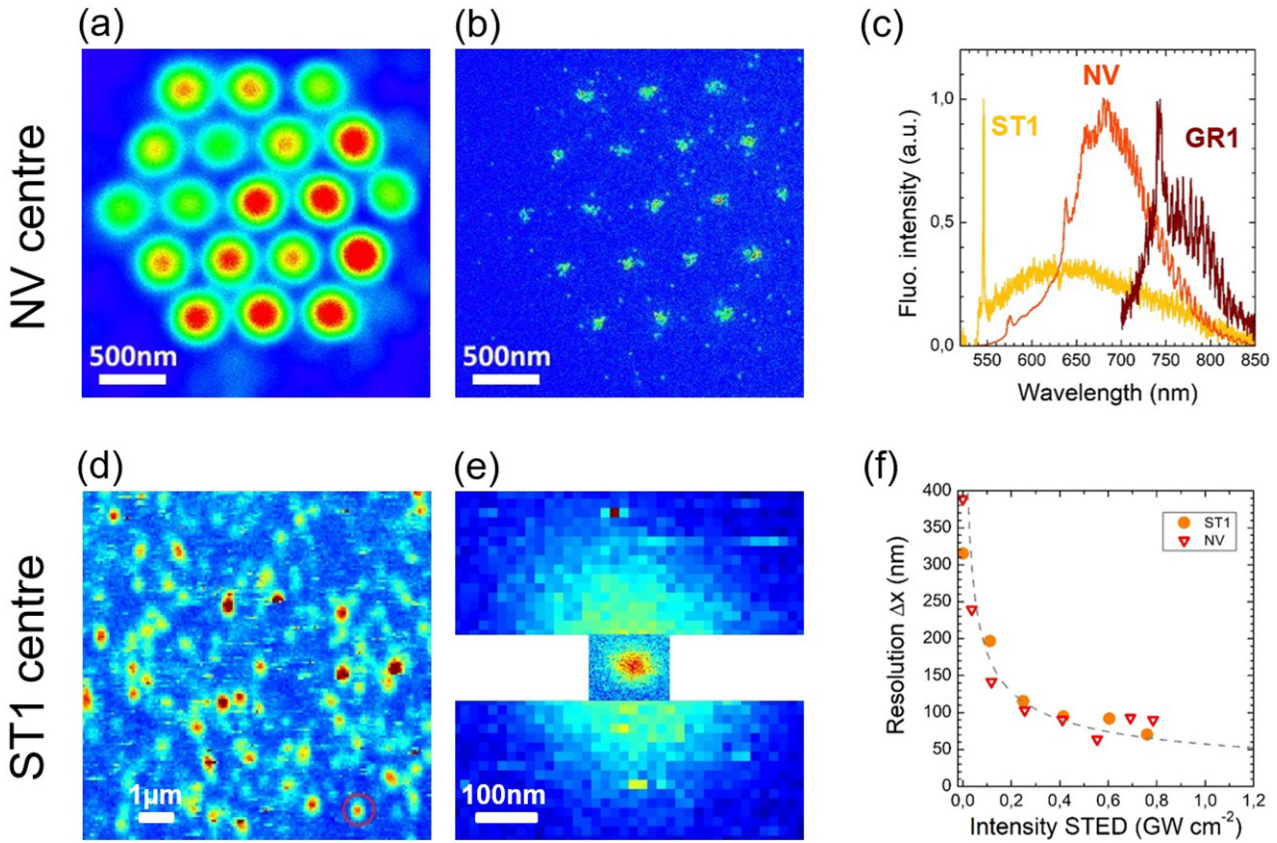 (a)
(b)
(c)
NV centre
500nm
500nm
ST1
NV
GR1
1,0
0,5
0,0
550
600
650
700
750
800
850
Fluo. intensity (a.u.)
Wavelength (nm)
(d)
(e)
(f)
ST1 centre
1µm
100nm
ST1
NV
400
350
300
250
200
150
100
50
0
0,0
0,2
0,4
0,6
0,8
1,0
1,2
Resolution Δx (nm)
Intensity STED (GW cm⁻²)